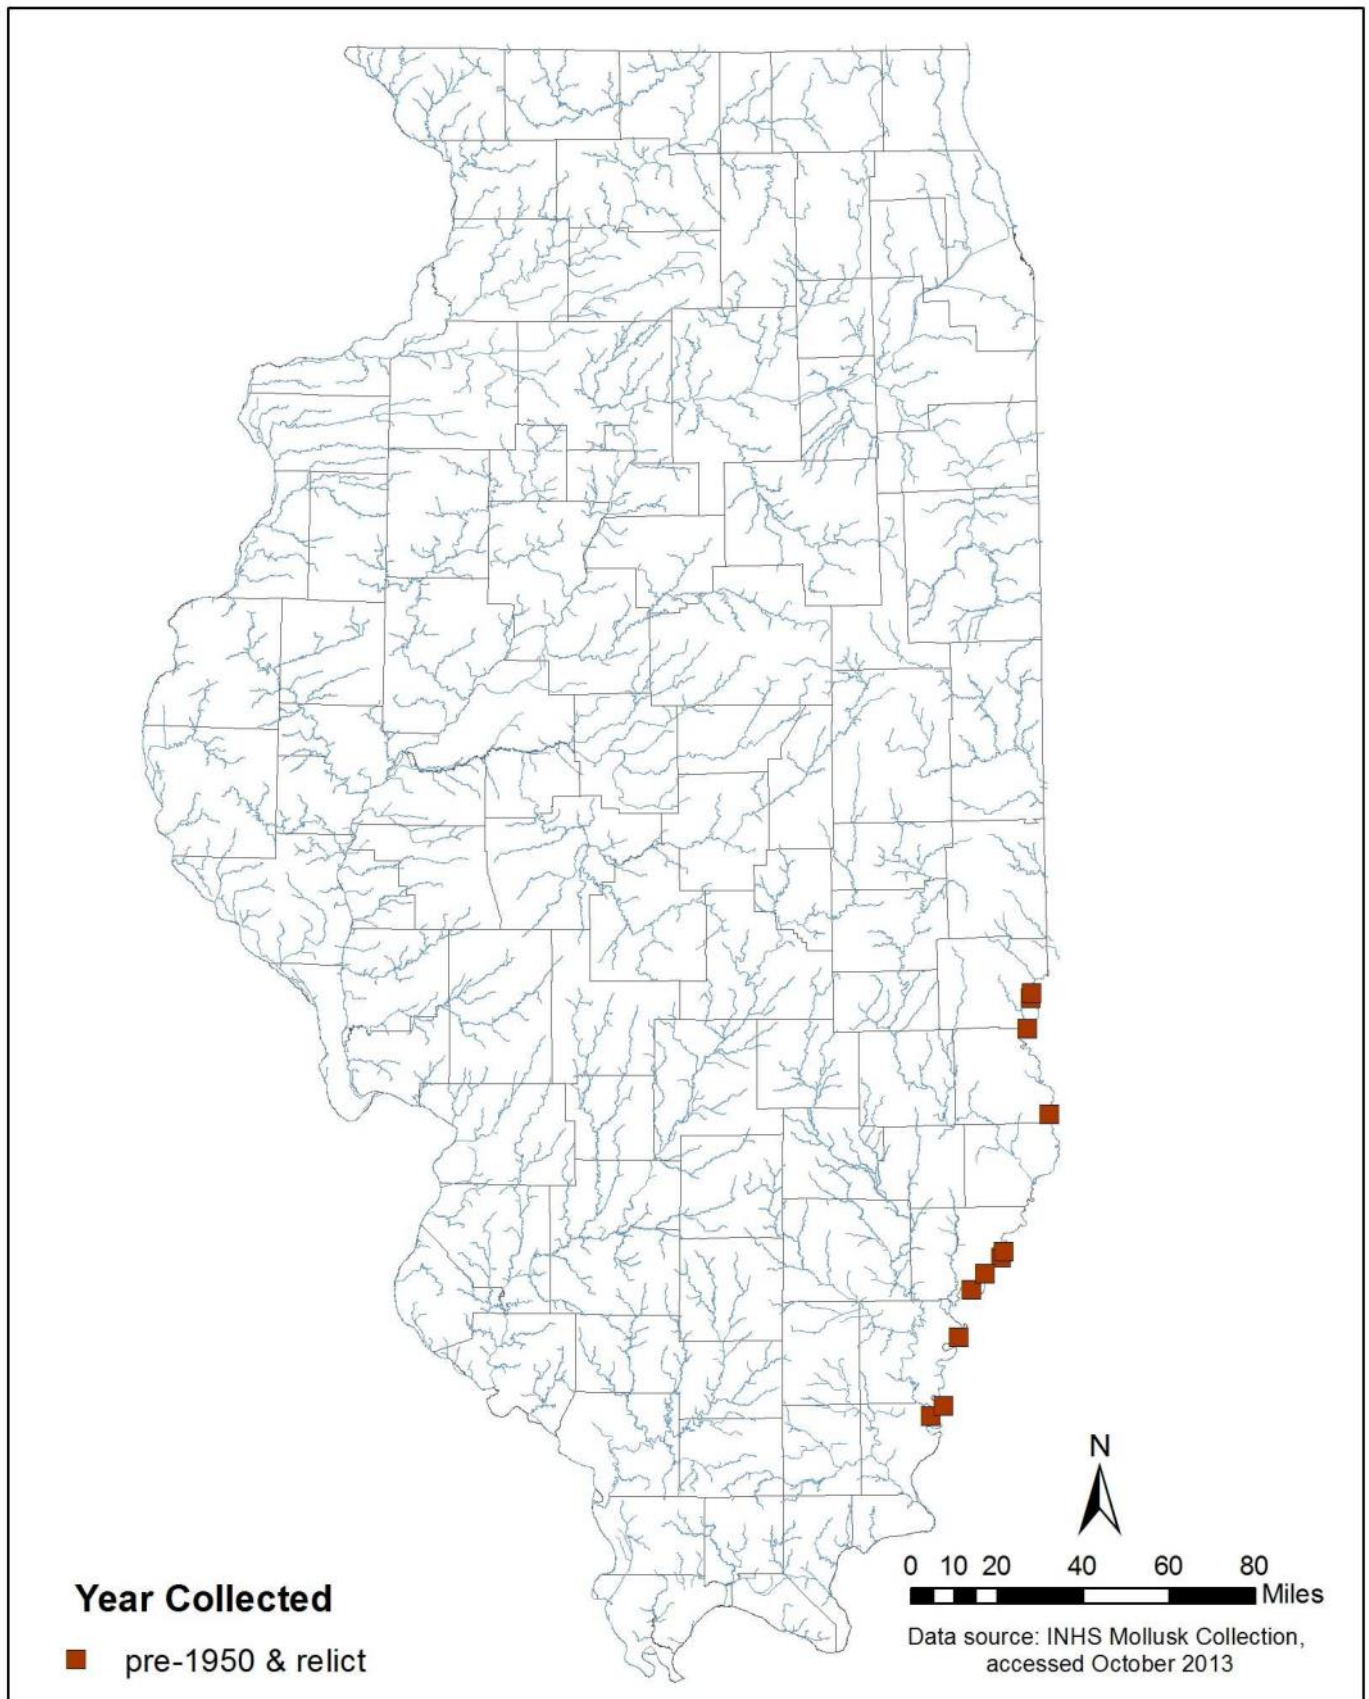 N
0 10 20 40 60 80
Miles
Year Collected
pre-1950 & relict
Data source: INHS Mollusk Collection,
accessed October 2013